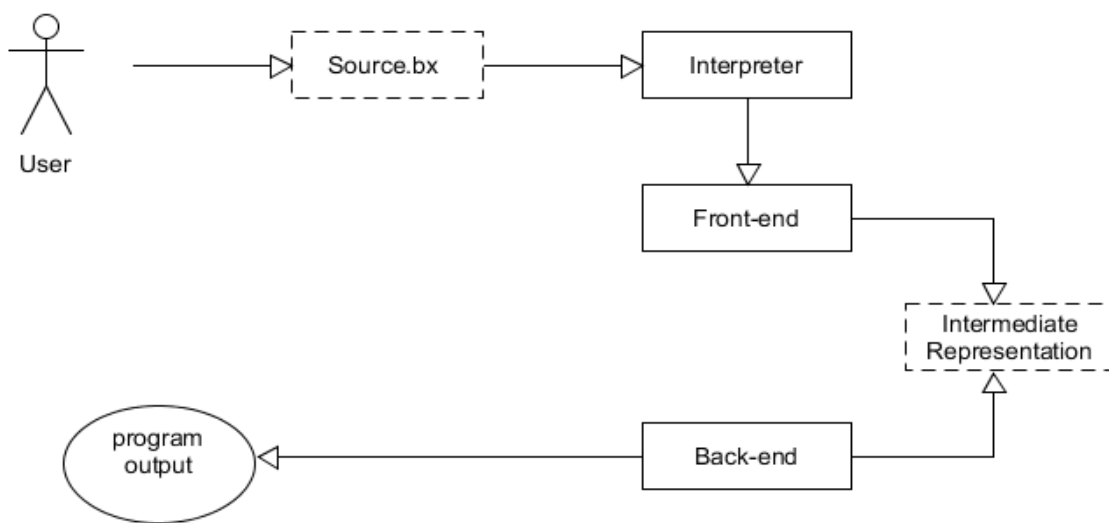 Source.bx
Interpreter
User
Front-end
Intermediate
Representation
program
output
Back-end